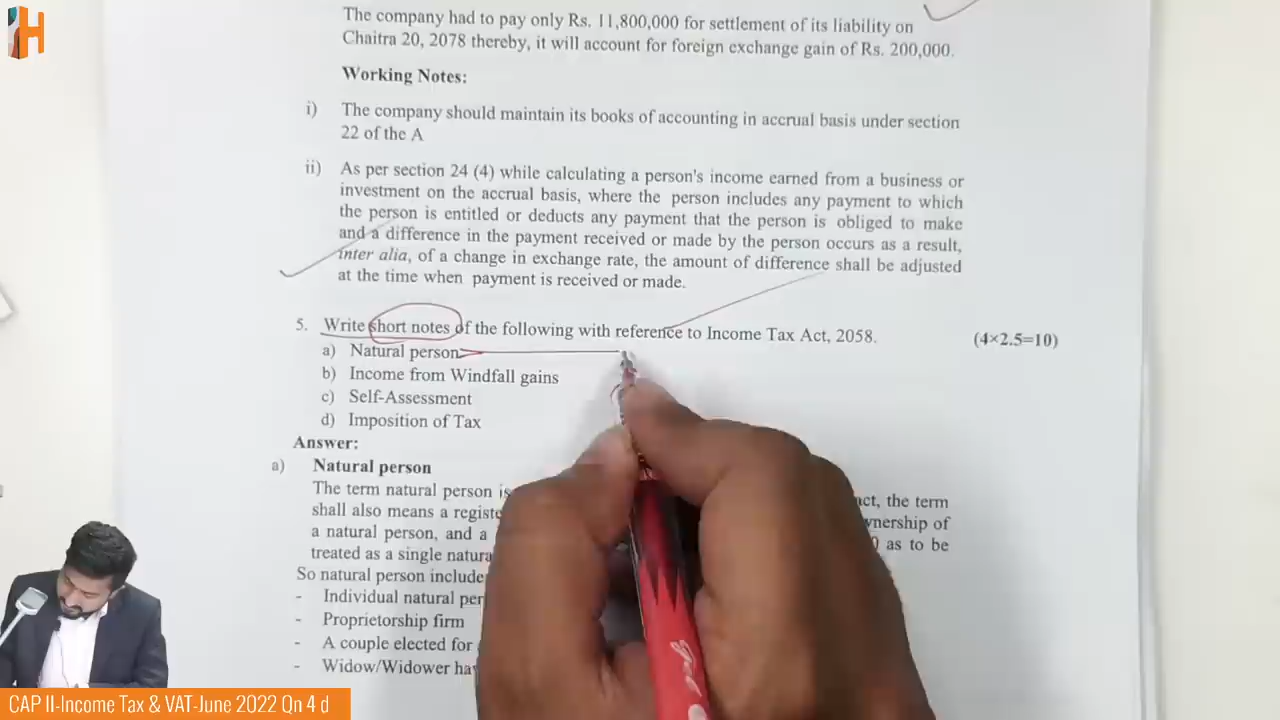 H
The company had to pay only Rs. 11,800,000 for settlement of its liability on
Chaitra 20, 2078 thereby, it will account for foreign exchange gain of Rs. 200,000.
Working Notes:
i) The company should maintain its books of accounting in accrual basis under section
22 of the A
ii) As per section 24 (4) while calculating a person's income earned from a business or
investment on the accrual basis, where the person includes any payment to which
the person is entitled or deducts any payment that the person is obliged to make
and a difference in the payment received or made by the person occurs as a result,
inter alia, of a change in exchange rate, the amount of difference shall be adjusted
at the time when payment is received or made.
5. Write short notes of the following with reference to Income Tax Act, 2058. (4×2.5=10)
a) Natural person
b) Income from Windfall gains
c) Self-Assessment
d) Imposition of Tax
Answer:
a) Natural person
The term natural person is act, the term
shall also means a of
a natural person, and a as to be
treated as a single
So natural person
- Individual natural
- Proprietorship firm
- A couple elected for
- Widow/Widower
CAP II-Income Tax & VAT-June 2022 Qn 4 d